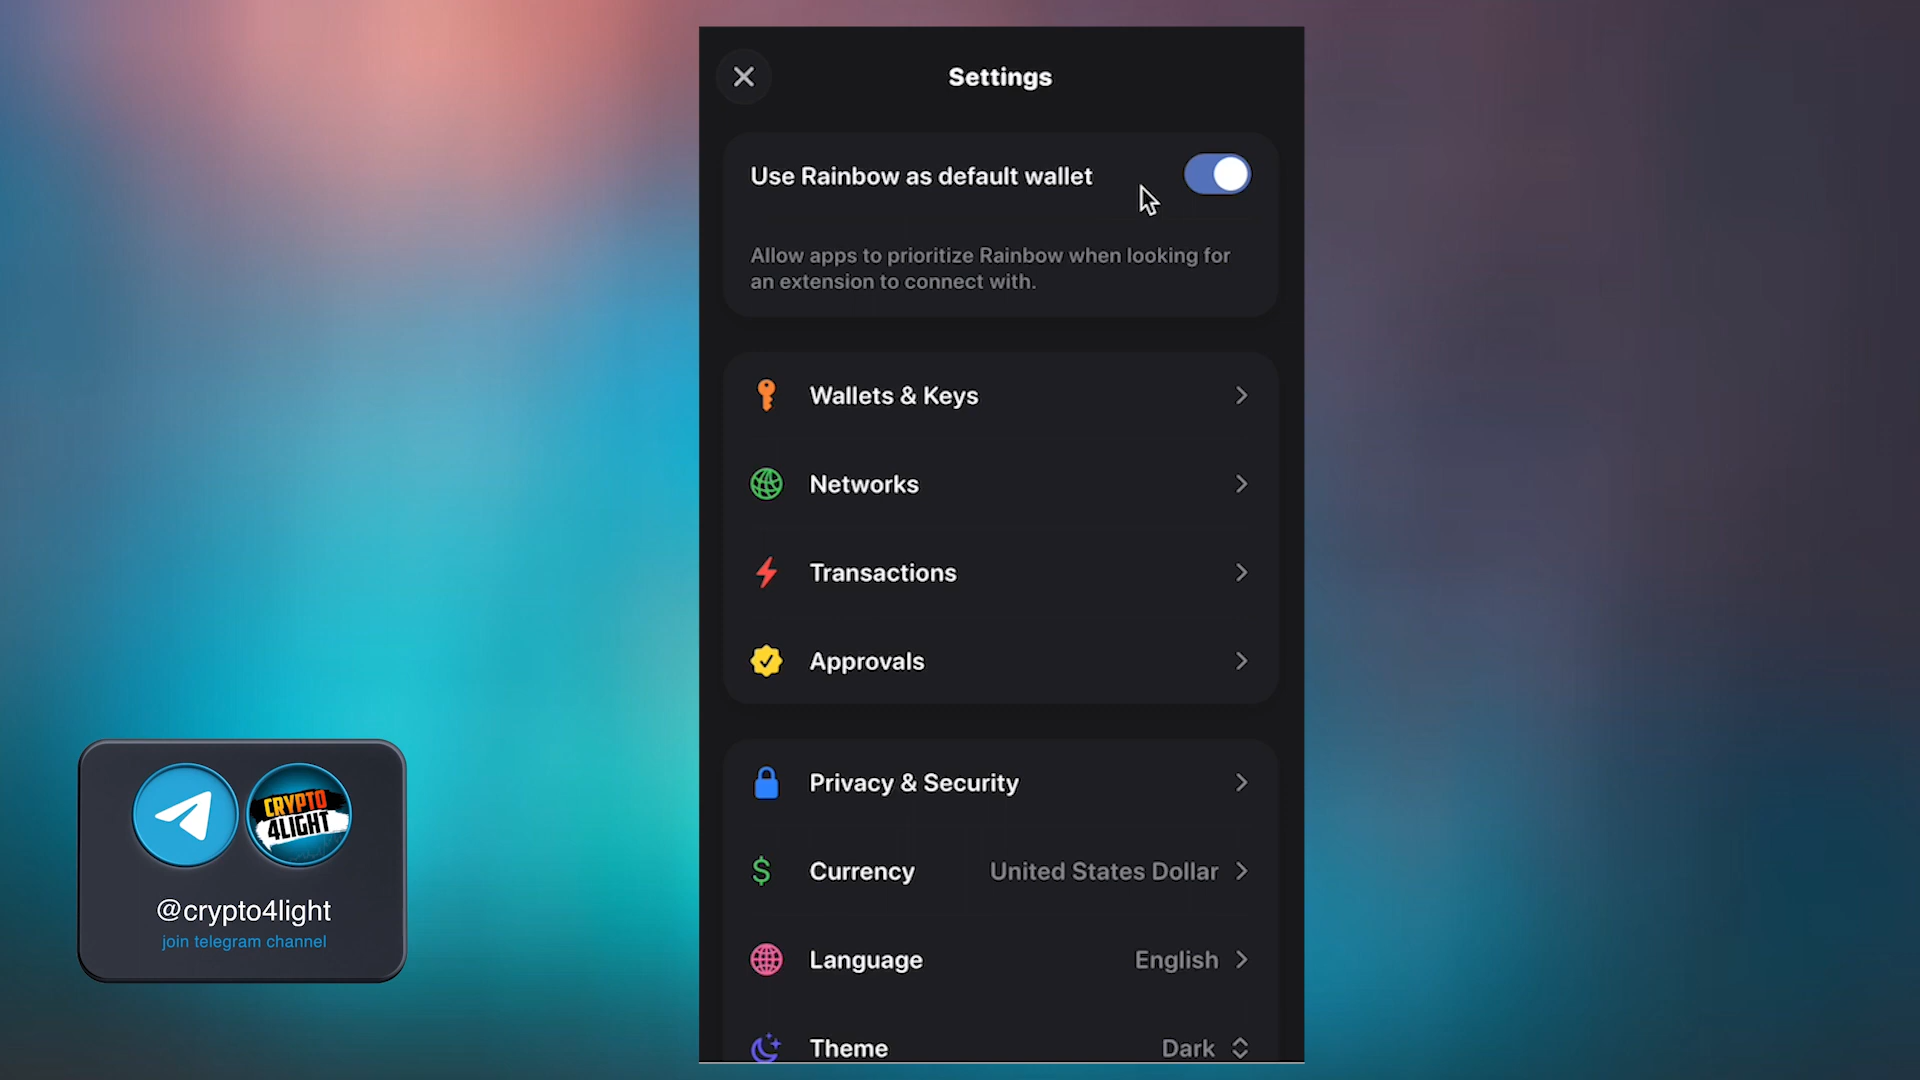 Settings
Use Rainbow as default wallet
Allow apps to prioritize Rainbow when looking for
an extension to connect with.
Wallets & Keys
Networks
Transactions
Approvals
Privacy & Security
Currency United States Dollar
Language English
Theme Dark
CRYPTO
4LIGHT
@crypto4light
join telegram channel